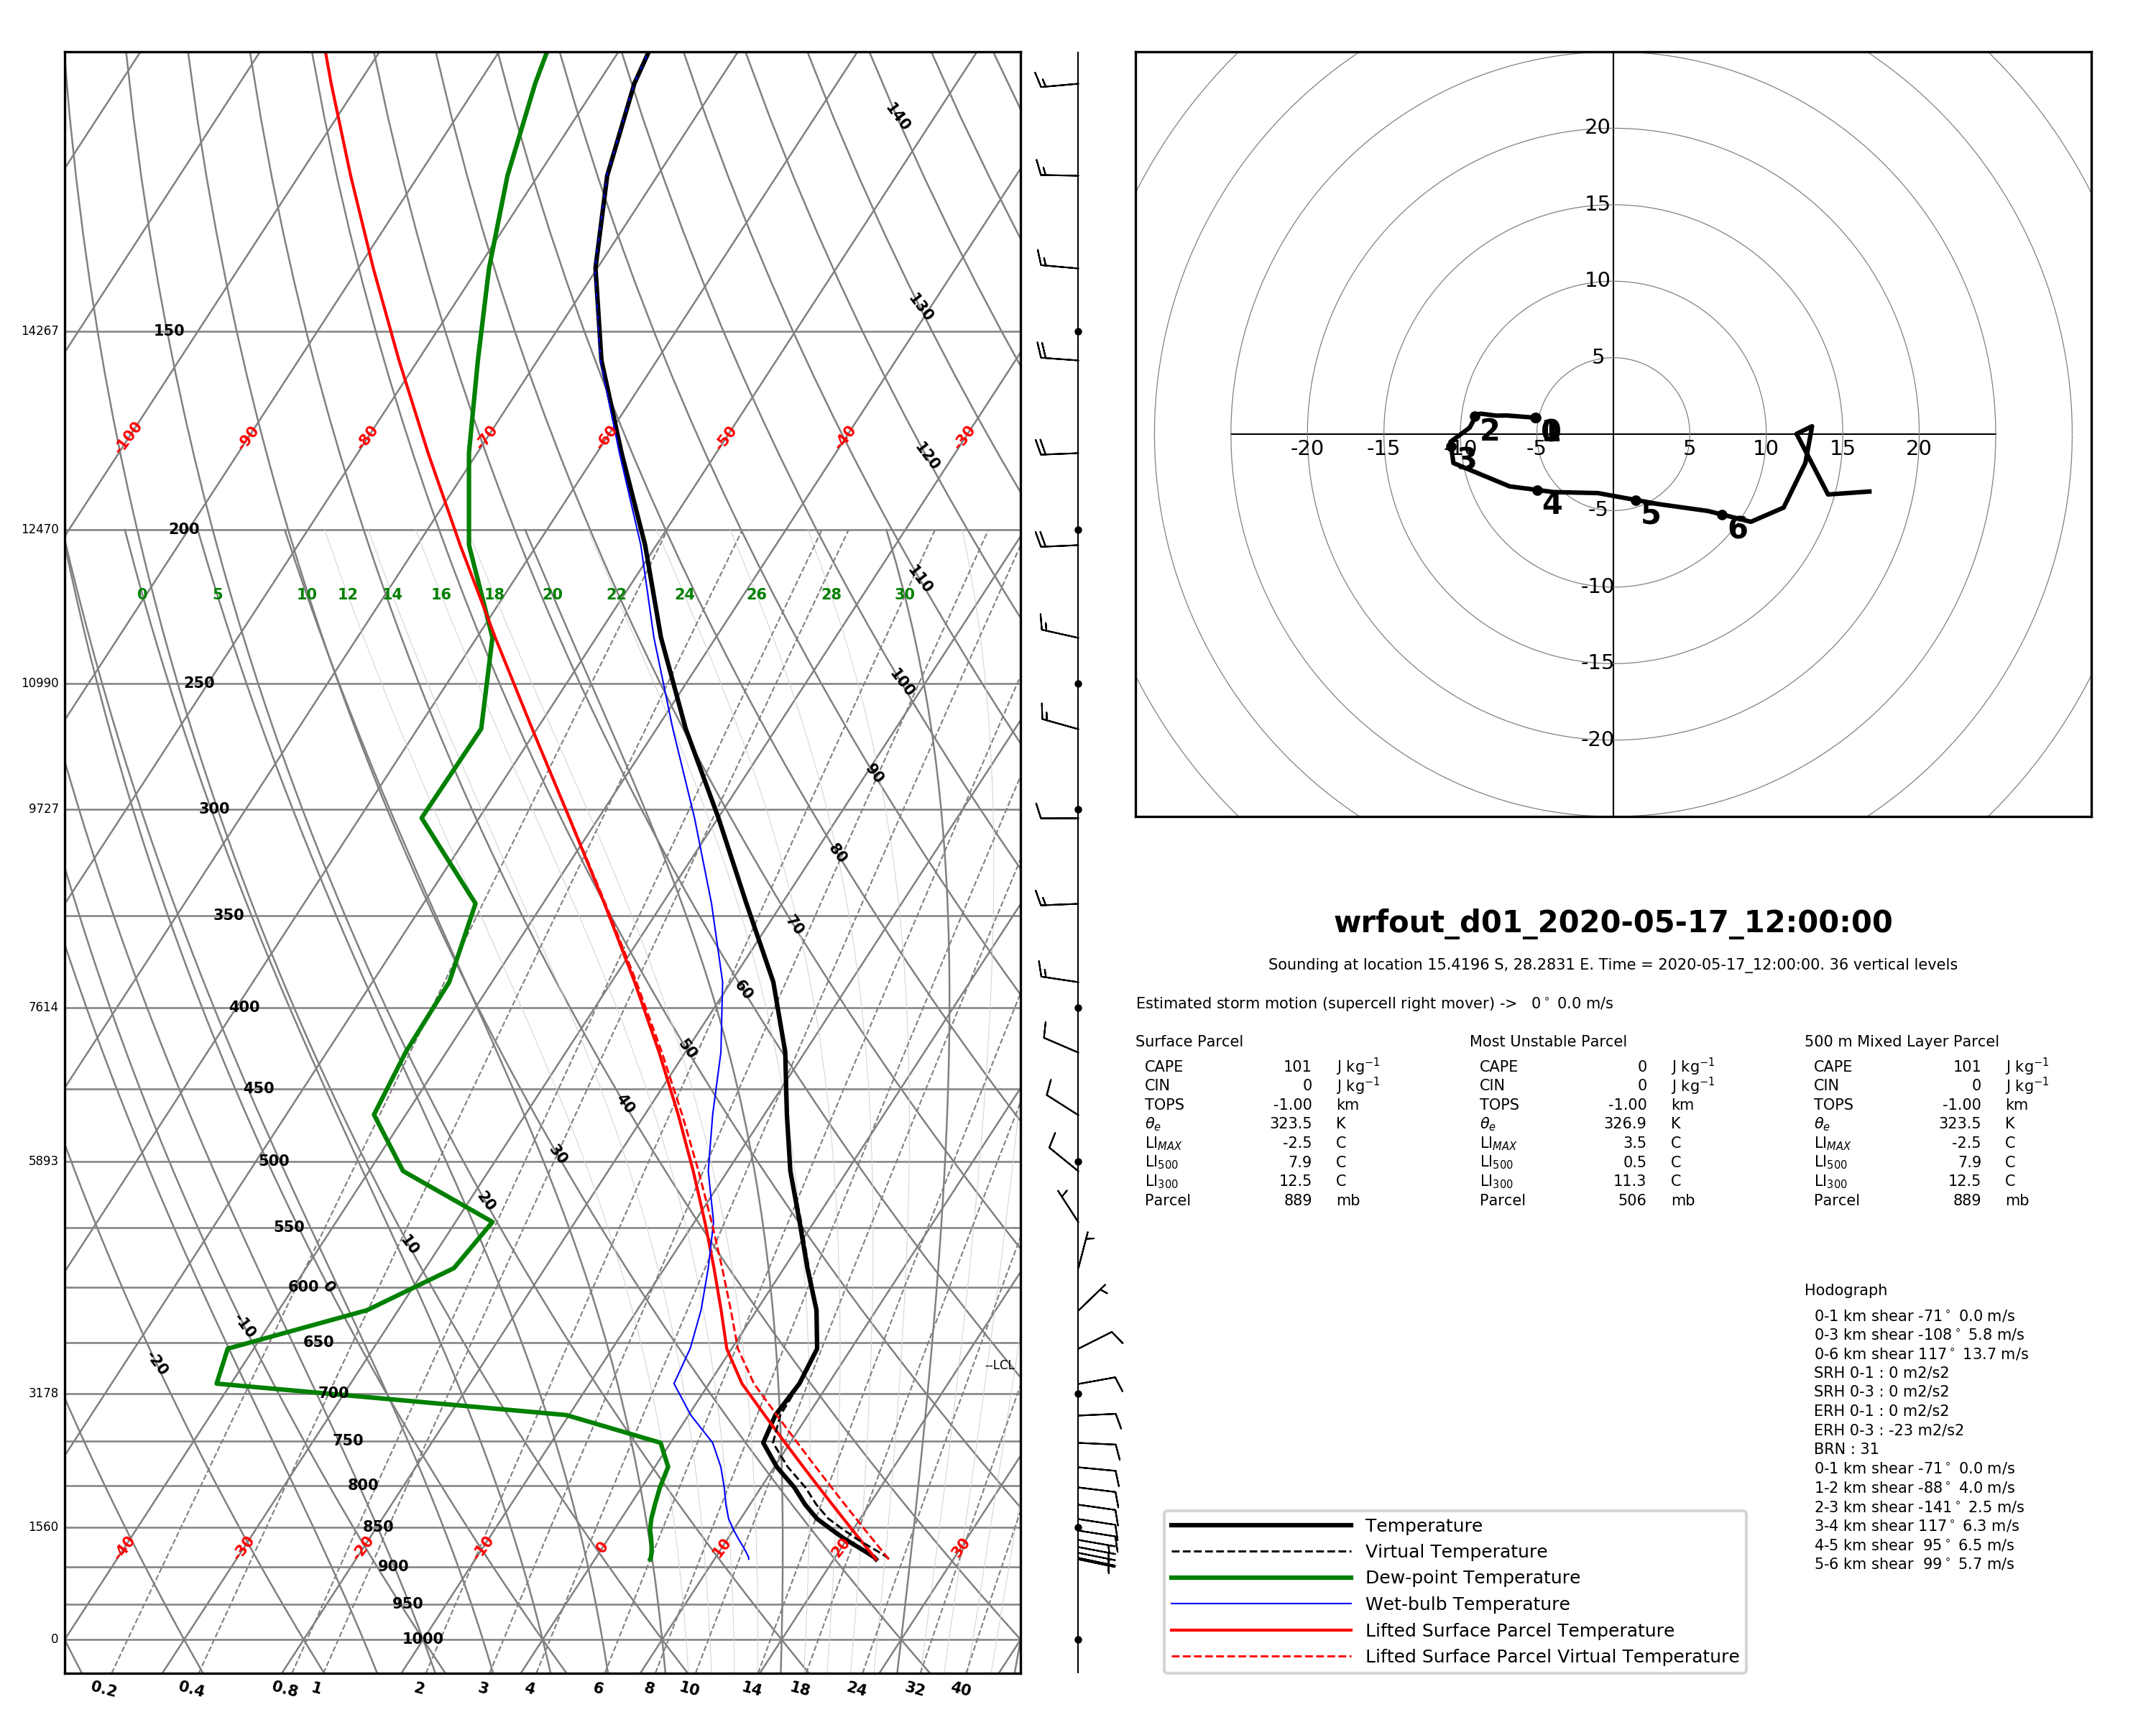 140
130
14267 150
-100 -90 -80 -70 -60 -50 -40 -30
120
12470 200
110
0 5 10 12 14 16 18 20 22 24 26 28 30
10990 250
100
90
9727 300
80
350
70
60
7614 400
50
450
40
5893 500
30
20
550
10
600 0
-10
650
-20
--LCL
3178 700
750
800
1560 850
-40 -30 -20 -10 0 10 20 30
900
950
0 1000
0.2 0.4 0.8 1 2 3 4 6 8 10 14 18 24 32 40
20
15
10
5
-20 -15 -10 -5 5 10 15 20
-5
-10
-15
-20
0
1
2
3
4
5
6
wrfout_d01_2020-05-17_12:00:00
Sounding at location 15.4196 S, 28.2831 E. Time = 2020-05-17_12:00:00. 36 vertical levels
Estimated storm motion (supercell right mover) -> 0° 0.0 m/s
Surface Parcel
CAPE 101 J kg⁻¹
CIN 0 J kg⁻¹
TOPS -1.00 km
θₑ 323.5 K
LI_MAX -2.5 C
LI₅₀₀ 7.9 C
LI₃₀₀ 12.5 C
Parcel 889 mb
Most Unstable Parcel
CAPE 0 J kg⁻¹
CIN 0 J kg⁻¹
TOPS -1.00 km
θₑ 326.9 K
LI_MAX 3.5 C
LI₅₀₀ 0.5 C
LI₃₀₀ 11.3 C
Parcel 506 mb
500 m Mixed Layer Parcel
CAPE 101 J kg⁻¹
CIN 0 J kg⁻¹
TOPS -1.00 km
θₑ 323.5 K
LI_MAX -2.5 C
LI₅₀₀ 7.9 C
LI₃₀₀ 12.5 C
Parcel 889 mb
Hodograph
0-1 km shear -71° 0.0 m/s
0-3 km shear -108° 5.8 m/s
0-6 km shear 117° 13.7 m/s
SRH 0-1 : 0 m2/s2
SRH 0-3 : 0 m2/s2
ERH 0-1 : 0 m2/s2
ERH 0-3 : -23 m2/s2
BRN : 31
0-1 km shear -71° 0.0 m/s
1-2 km shear -88° 4.0 m/s
2-3 km shear -141° 2.5 m/s
3-4 km shear 117° 6.3 m/s
4-5 km shear 95° 6.5 m/s
5-6 km shear 99° 5.7 m/s
Temperature
Virtual Temperature
Dew-point Temperature
Wet-bulb Temperature
Lifted Surface Parcel Temperature
Lifted Surface Parcel Virtual Temperature